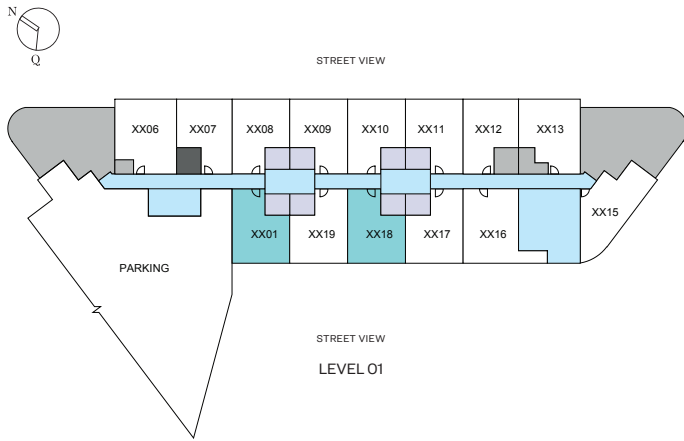 N
Q
STREET VIEW
XX06 XX07 XX08 XX09 XX10 XX11 XX12 XX13
XX01 XX19 XX18 XX17 XX16 XX15
PARKING
STREET VIEW
LEVEL 01